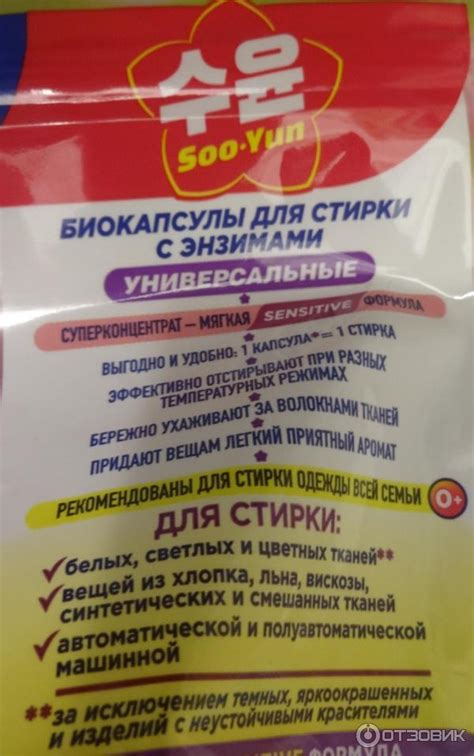 수윤
Soo-Yun
БИОКАПСУЛЫ ДЛЯ СТИРКИ
С ЭНЗИМАМИ
УНИВЕРСАЛЬНЫЕ
СУПЕРКОНЦЕНТРАТ – МЯГКАЯ SENSITIVE ФОРМУЛА
ВЫГОДНО И УДОБНО: 1 КАПСУЛА* = 1 СТИРКА
ЭФФЕКТИВНО ОТСТИРЫВАЮТ ПРИ РАЗНЫХ
ТЕМПЕРАТУРНЫХ РЕЖИМАХ
БЕРЕЖНО УХАЖИВАЮТ ЗА ВОЛОКНАМИ ТКАНЕЙ
ПРИДАЮТ ВЕЩАМ ЛЕГКИЙ ПРИЯТНЫЙ АРОМАТ
РЕКОМЕНДОВАНЫ ДЛЯ СТИРКИ ОДЕЖДЫ ВСЕЙ СЕМЬИ 0+
ДЛЯ СТИРКИ:
белых, светлых и цветных тканей**
вещей из хлопка, льна, вискозы,
синтетических и смешанных тканей
автоматической и полуавтоматической
машинной
**за исключением темных, яркоокрашенных
и изделий с неустойчивыми красителями
ФОРМУЛА
ОТЗОВИК